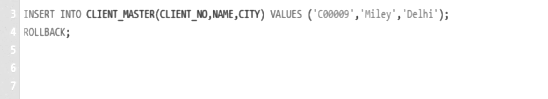 3 INSERT INTO CLIENT_MASTER(CLIENT_NO,NAME,CITY) VALUES ('C00009','Miley','Delhi');
4 ROLLBACK;
5
6
7